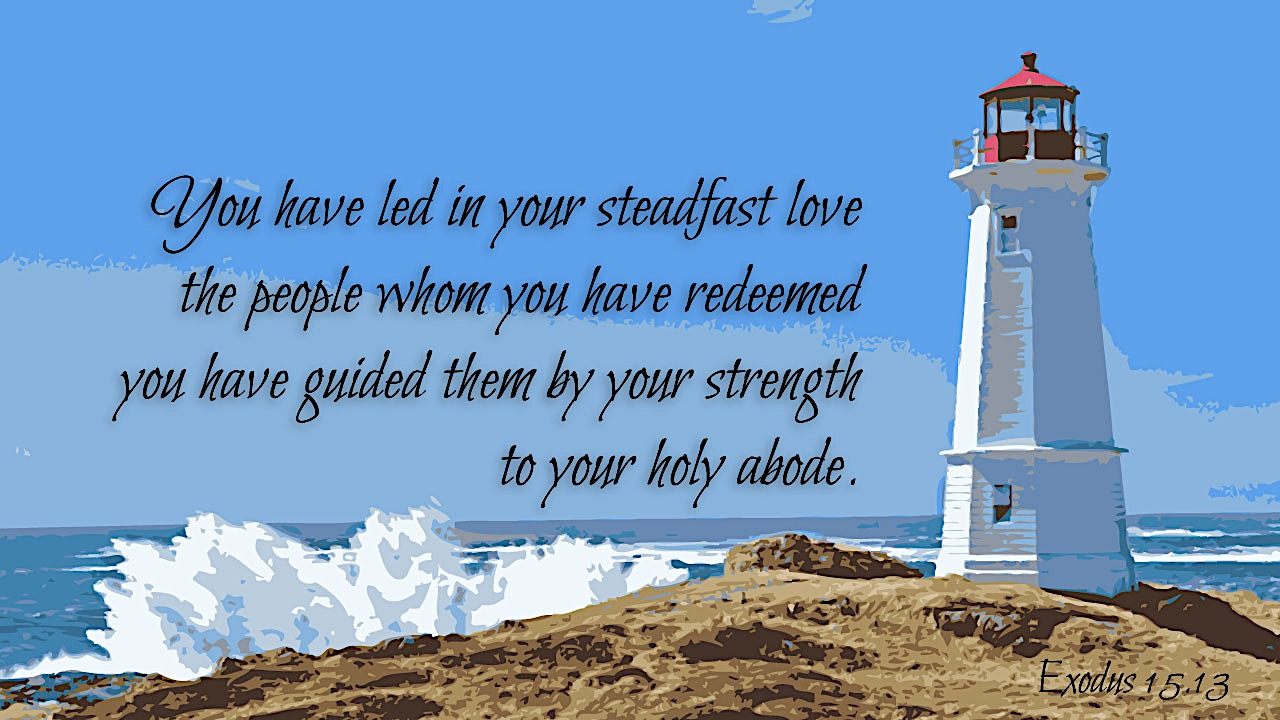 You have led in your steadfast love
the people whom you have redeemed
you have guided them by your strength
to your holy abode.
Exodus 15.13